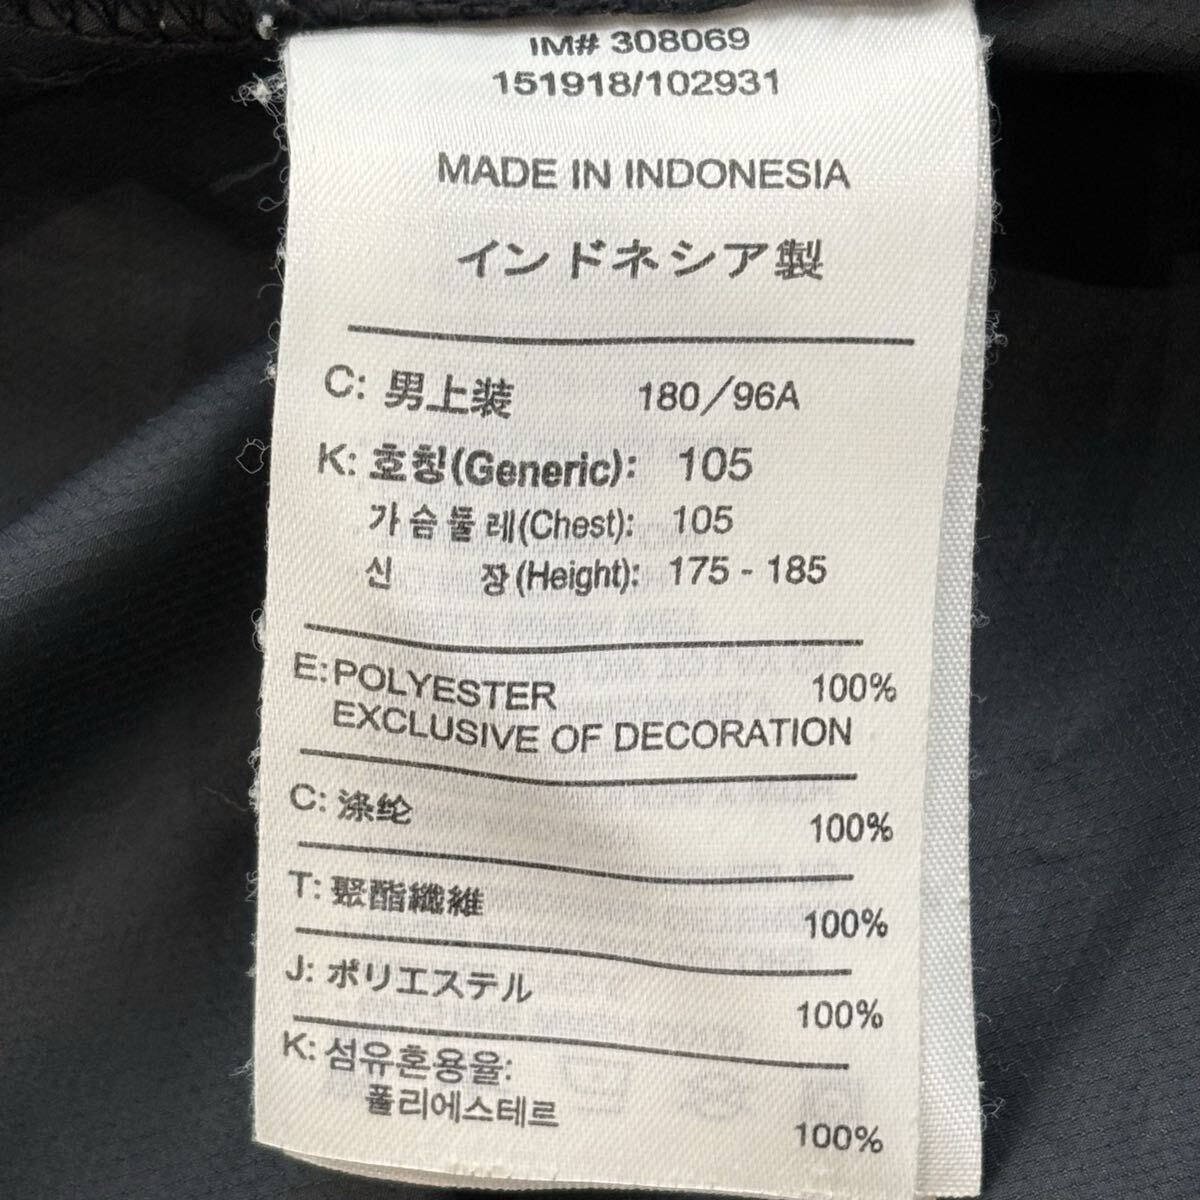 IM# 308069
151918/102931
MADE IN INDONESIA
インドネシア製
C: 男上装 180/96A
K: 호칭(Generic): 105
가슴둘레(Chest): 105
신 장(Height): 175 - 185
E: POLYESTER 100%
EXCLUSIVE OF DECORATION
C: 涤纶 100%
T: 聚酯纖維 100%
J: ポリエステル 100%
K: 섬유혼용율:
폴리에스테르 100%